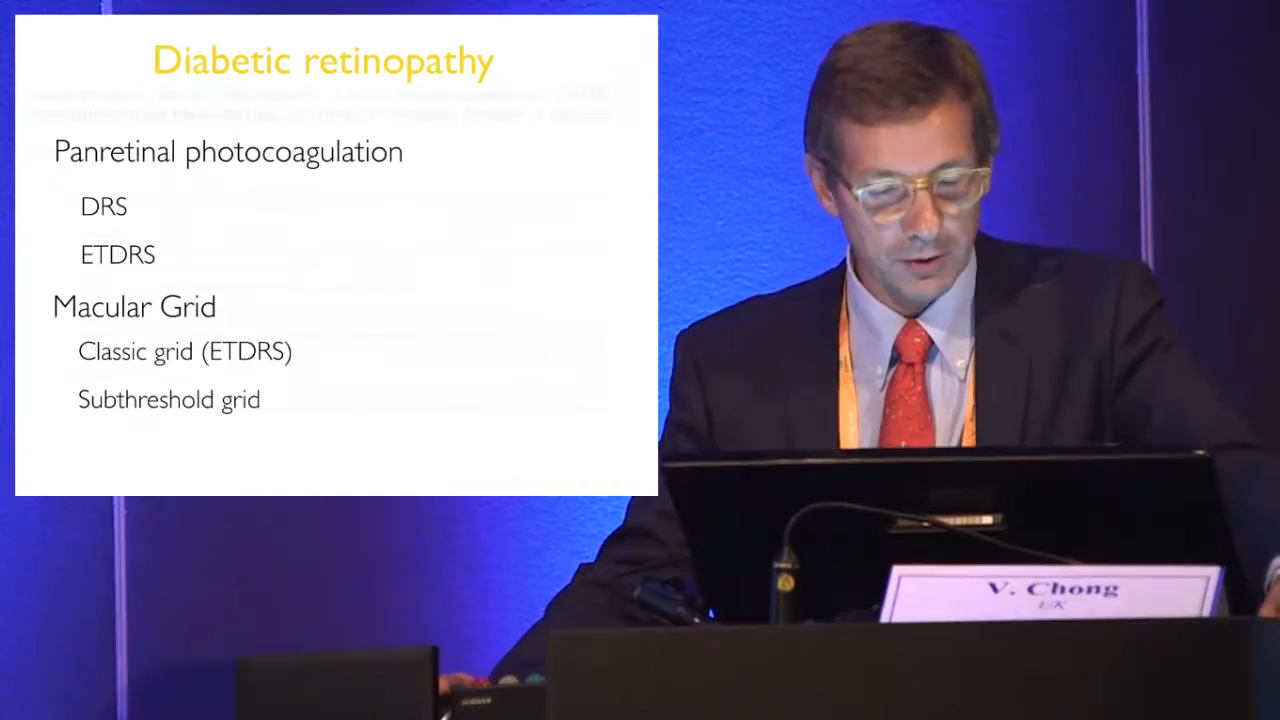 Diabetic retinopathy
Panretinal photocoagulation
DRS
ETDRS
Macular Grid
Classic grid (ETDRS)
Subthreshold grid
V. Chong
UK